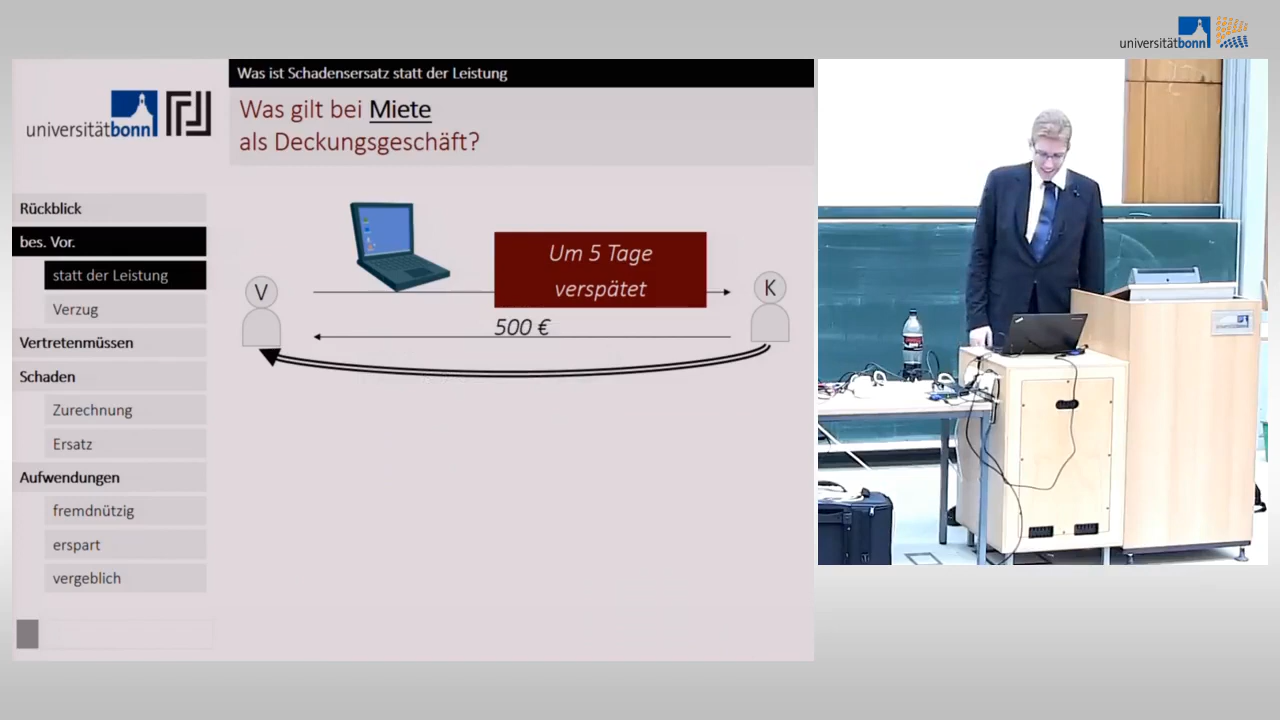 universitätbonn
Was ist Schadensersatz statt der Leistung
universitätbonn
Was gilt bei Miete
als Deckungsgeschäft?
Rückblick
bes. Vor.
statt der Leistung
Verzug
Vertretenmüssen
Schaden
Zurechnung
Ersatz
Aufwendungen
fremdnützig
erspart
vergeblich
Um 5 Tage
verspätet
V
K
500 €